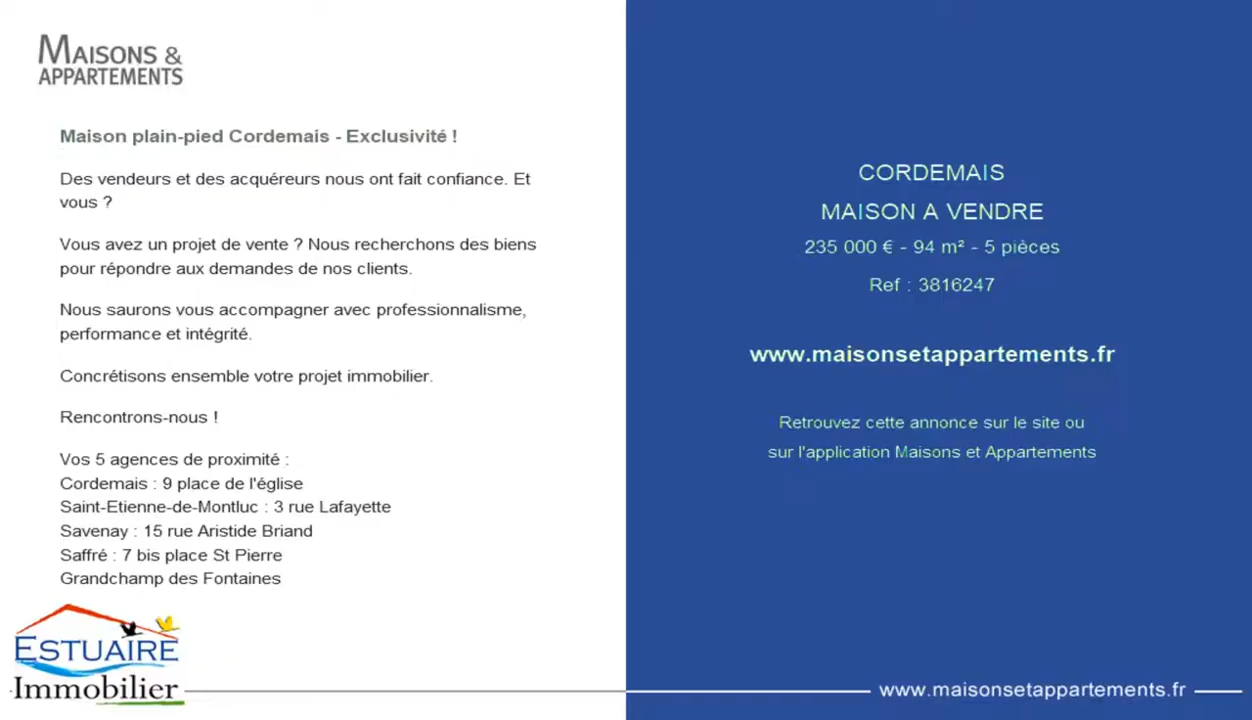 MAISONS &
APPARTEMENTS
Maison plain-pied Cordemais - Exclusivité !
Des vendeurs et des acquéreurs nous ont fait confiance. Et
vous ?
Vous avez un projet de vente ? Nous recherchons des biens
pour répondre aux demandes de nos clients.
Nous saurons vous accompagner avec professionnalisme,
performance et intégrité.
Concrétisons ensemble votre projet immobilier.
Rencontrons-nous !
Vos 5 agences de proximité :
Cordemais : 9 place de l'église
Saint-Etienne-de-Montluc : 3 rue Lafayette
Savenay : 15 rue Aristide Briand
Saffré : 7 bis place St Pierre
Grandchamp des Fontaines
ESTUAIRE
Immobilier
CORDEMAIS
MAISON A VENDRE
235 000 € - 94 m² - 5 pièces
Ref : 3816247
www.maisonsetappartements.fr
Retrouvez cette annonce sur le site ou
sur l'application Maisons et Appartements
www.maisonsetappartements.fr